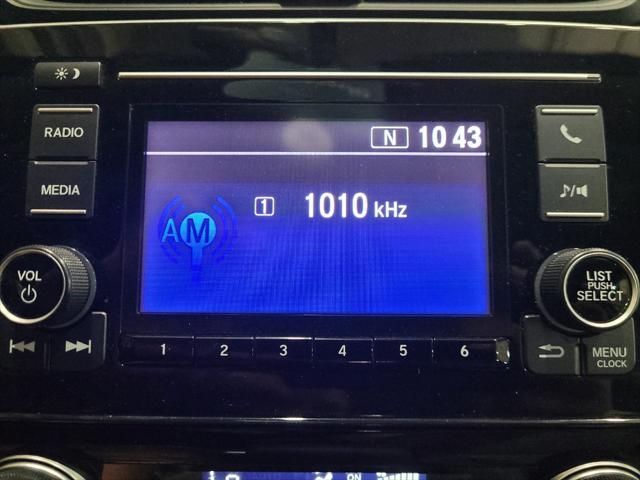 RADIO
N 10 43
MEDIA
AM 1 1010 kHz
VOL
LIST
PUSH
SELECT
1 2 3 4 5 6
MENU
CLOCK
ON